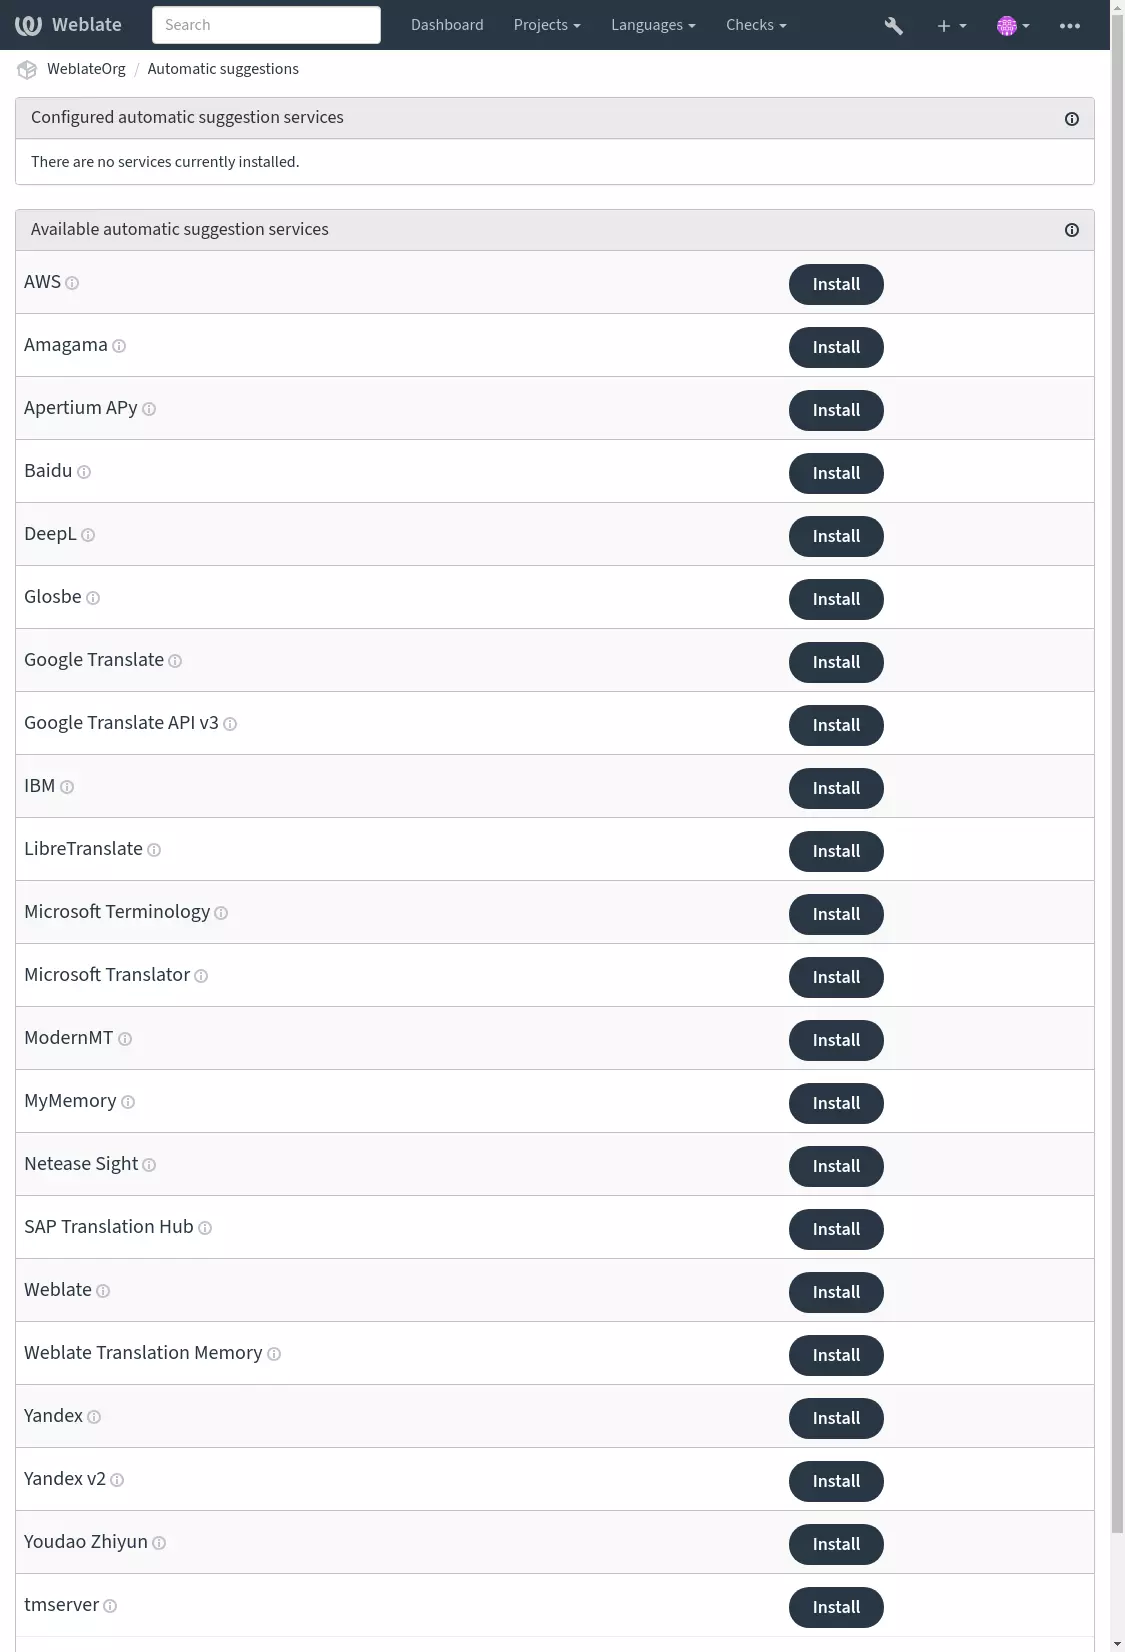 Weblate Search Dashboard Projects Languages Checks
WeblateOrg / Automatic suggestions
Configured automatic suggestion services
There are no services currently installed.
Available automatic suggestion services
AWS Install
Amagama Install
Apertium APy Install
Baidu Install
DeepL Install
Glosbe Install
Google Translate Install
Google Translate API v3 Install
IBM Install
LibreTranslate Install
Microsoft Terminology Install
Microsoft Translator Install
ModernMT Install
MyMemory Install
Netease Sight Install
SAP Translation Hub Install
Weblate Install
Weblate Translation Memory Install
Yandex Install
Yandex v2 Install
Youdao Zhiyun Install
tmserver Install